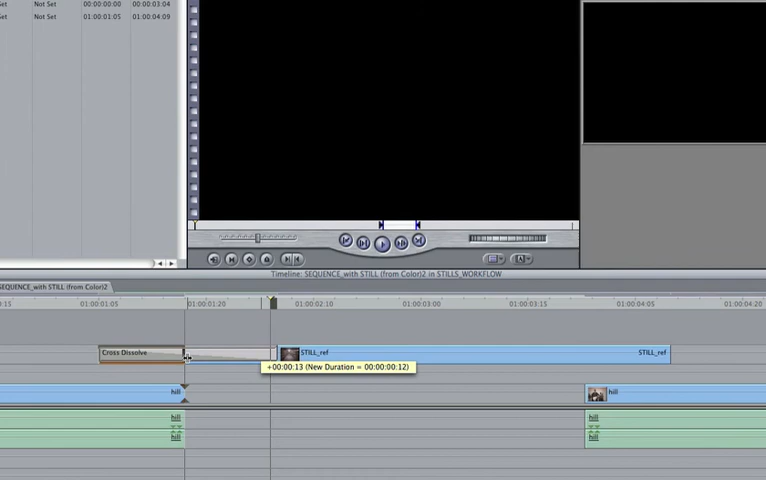 Set Not Set 00:00:00:00 00:00:03:04
Set Not Set 01:00:01:05 01:00:04:09
Timeline: SEQUENCE_with STILL (from Color)2 in STILLS_WORKFLOW
SEQUENCE_with STILL (from Color)2
:15 01:00:01:05 01:00:01:20 01:00:02:10 01:00:03:00 01:00:03:15 01:00:04:05 01:00:04:20
Cross Dissolve STILL_ref STILL_ref
+00:00:13 (New Duration = 00:00:00:12)
hill hill
hill hill
hill hill